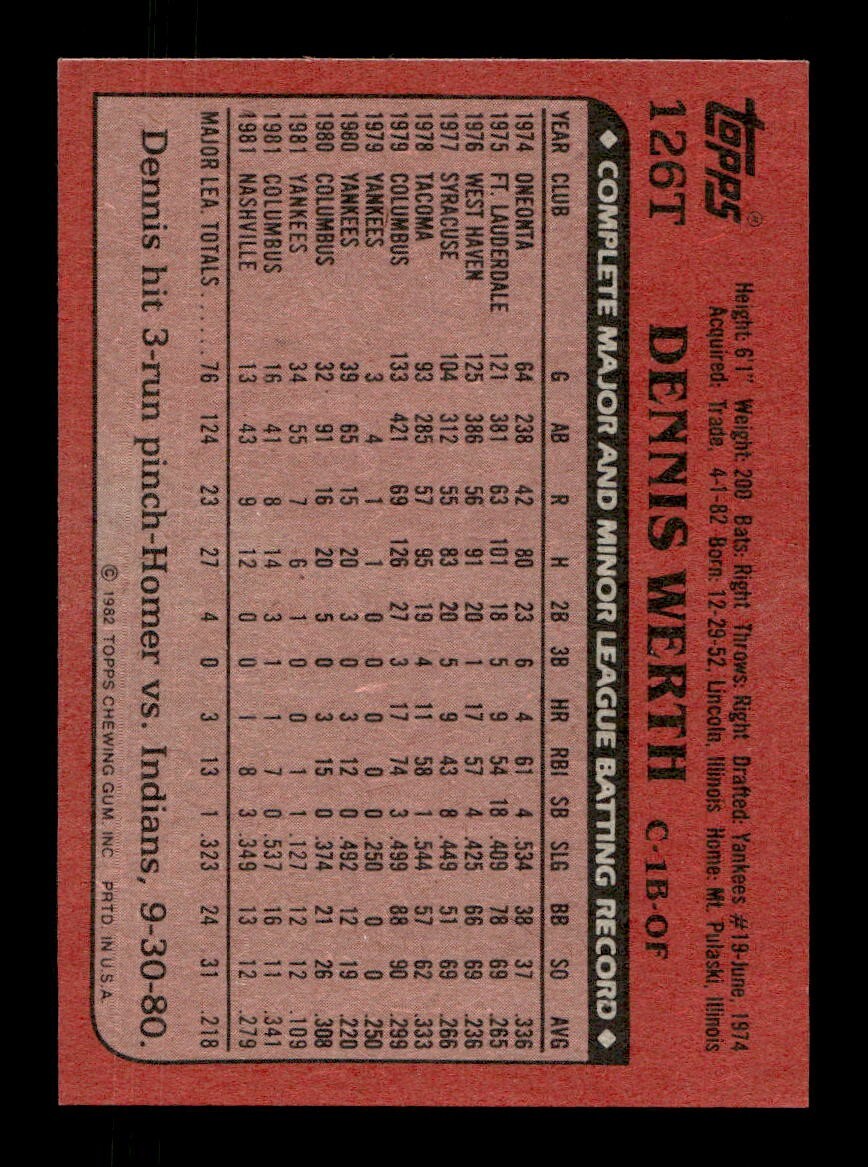 topps®
Height: 6'1" Weight: 200 Bats: Right Throws: Right Drafted: Yankees #19-June, 1974
Acquired: Trade, 4-1-82 Born: 12-29-52, Lincoln, Illinois Home: Mt. Pulaski, Illinois
126T DENNIS WERTH C-1B-OF
◆ COMPLETE MAJOR AND MINOR LEAGUE BATTING RECORD ◆
YEAR CLUB G AB R H 2B 3B HR RBI SB SLG BB SO AVG
1974 ONEONTA 64 238 42 80 23 6 4 61 4 .534 38 37 .336
1975 FT. LAUDERDALE 121 381 63 101 18 5 9 54 18 .409 78 69 .265
1976 WEST HAVEN 125 386 56 91 20 1 17 57 4 .425 66 69 .236
1977 SYRACUSE 104 312 55 83 20 5 9 43 8 .449 51 69 .266
1978 TACOMA 93 285 57 95 19 4 11 58 1 .544 57 62 .333
1979 COLUMBUS 133 421 69 126 27 3 17 74 3 .499 88 90 .299
1979 YANKEES 3 4 1 1 0 0 0 0 0 .250 0 0 .250
1980 YANKEES 39 65 15 20 3 0 3 12 0 .492 12 19 .220
1980 COLUMBUS 32 91 16 20 5 0 3 15 0 .374 21 26 .308
1981 YANKEES 34 55 7 6 1 0 0 1 1 .127 12 12 .109
1981 COLUMBUS 16 41 8 14 3 1 1 7 0 .537 16 11 .341
1981 NASHVILLE 13 43 9 12 0 0 1 8 3 .349 13 12 .279
MAJOR LEA. TOTALS...... 76 124 23 27 4 0 3 13 1 .323 24 31 .218
Dennis hit 3-run pinch-Homer vs. Indians, 9-30-80.
© 1982 TOPPS CHEWING GUM, INC. PRTD. IN U.S.A.